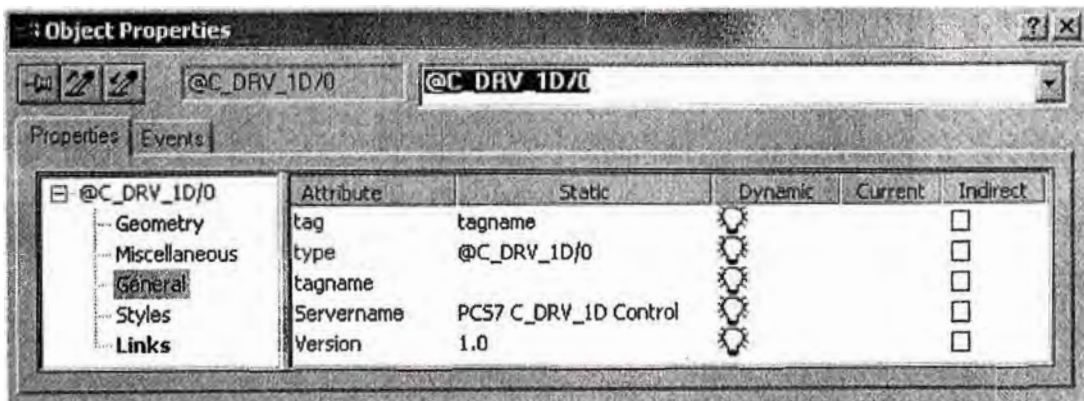 Object Properties
@C_DRV_1D/0 @C_DRV_1D/0
Properties Events
@C_DRV_1D/0
Geometry
Miscellaneous
General
Styles
Links
Attribute Static Dynamic Current Indirect
tag tagname
type @C_DRV_1D/0
tagname
Servername PCS7 C_DRV_1D Control
Version 1.0